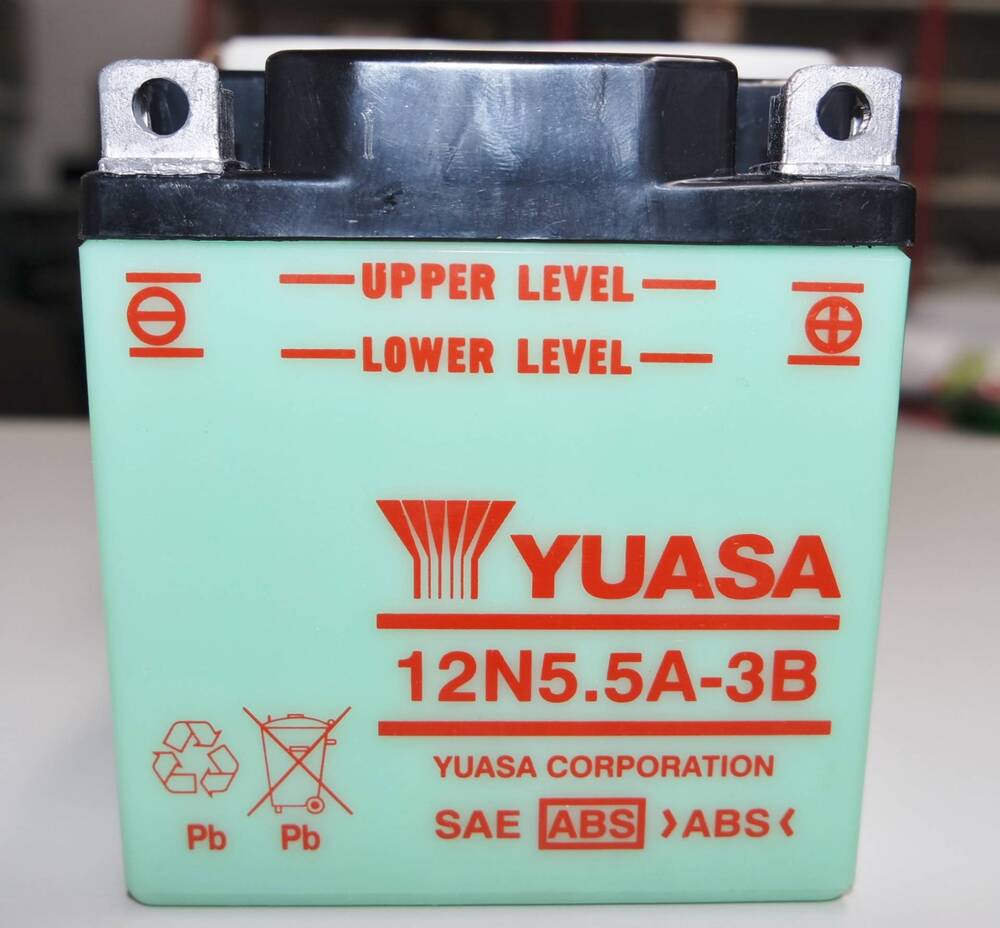 UPPER LEVEL
LOWER LEVEL
YUASA
12N5.5A-3B
YUASA CORPORATION
SAE ABS >ABS<
Pb Pb